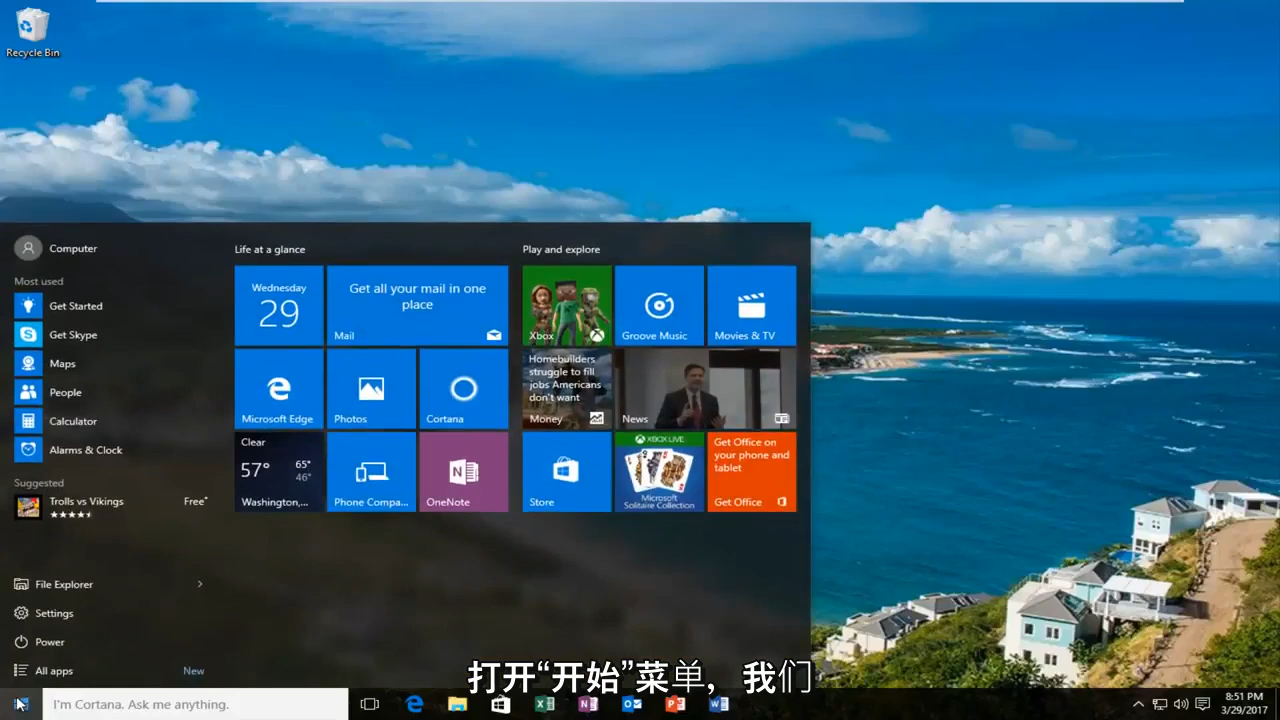 Recycle Bin
Computer
Most used
Get Started
Get Skype
Maps
People
Calculator
Alarms & Clock
Suggested
Trolls vs Vikings
Free*
File Explorer
Settings
Power
All apps
New
Life at a glance
Wednesday
29
Get all your mail in one
place
Mail
Microsoft Edge
Photos
Cortana
Clear
57°
65°
46°
Washington,...
Phone Compa...
OneNote
Play and explore
Xbox
Groove Music
Movies & TV
Homebuilders
struggle to fill
jobs Americans
don't want
Money
News
Store
XBOX LIVE
Microsoft
Solitaire Collection
Get Office on
your phone and
tablet
Get Office
打开“开始”菜单，我们
I'm Cortana. Ask me anything.
8:51 PM
3/29/2017